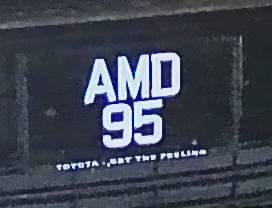 AMD
95
TOYOTA - GET THE FEELING